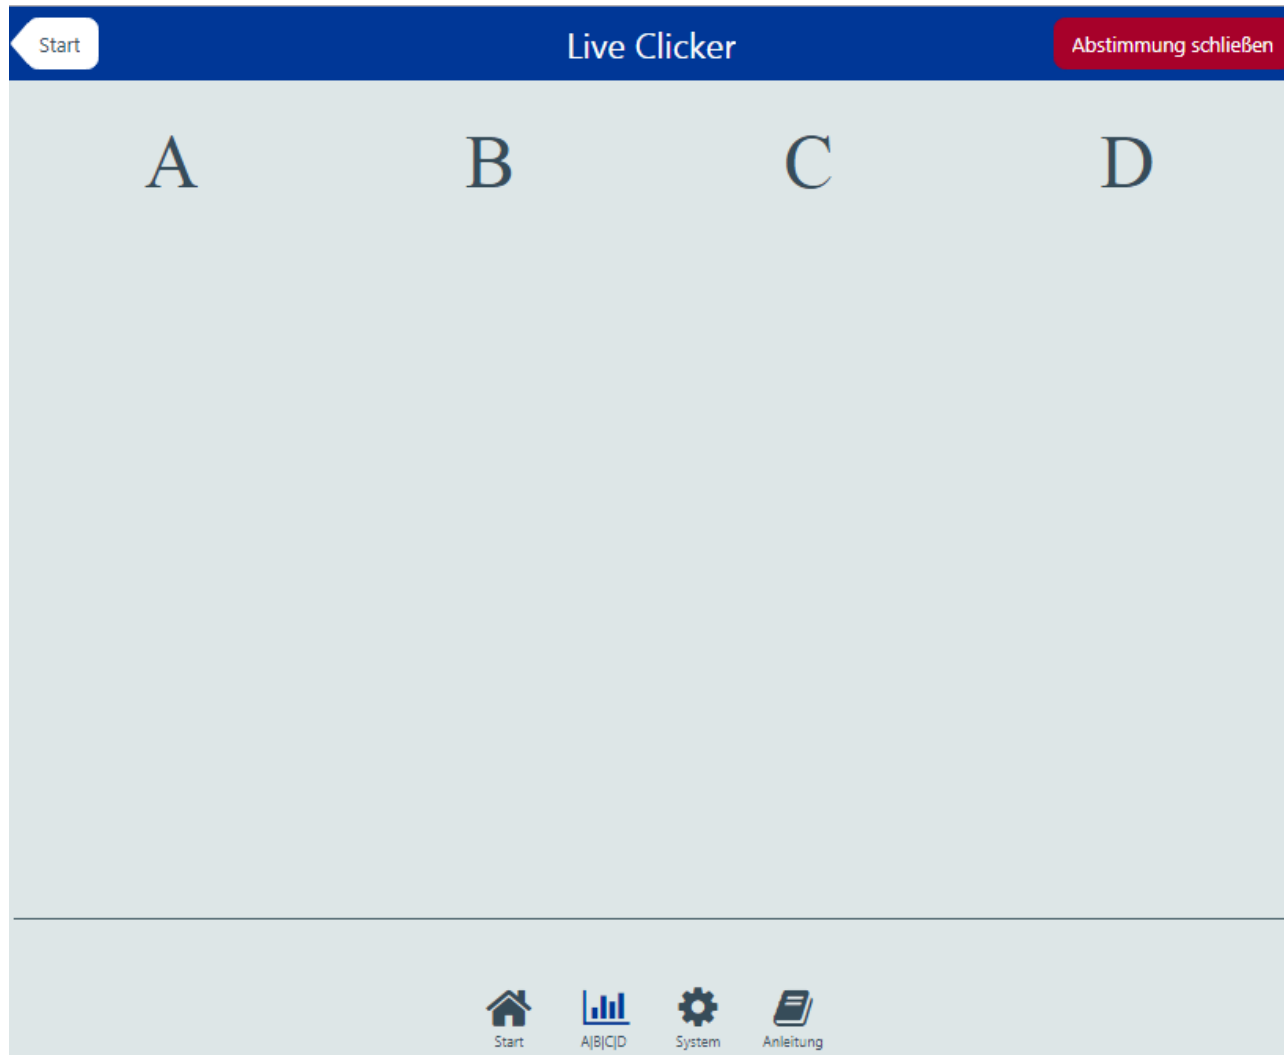 Start
Live Clicker
Abstimmung schließen
A B C D
Start A|B|C|D System Anleitung